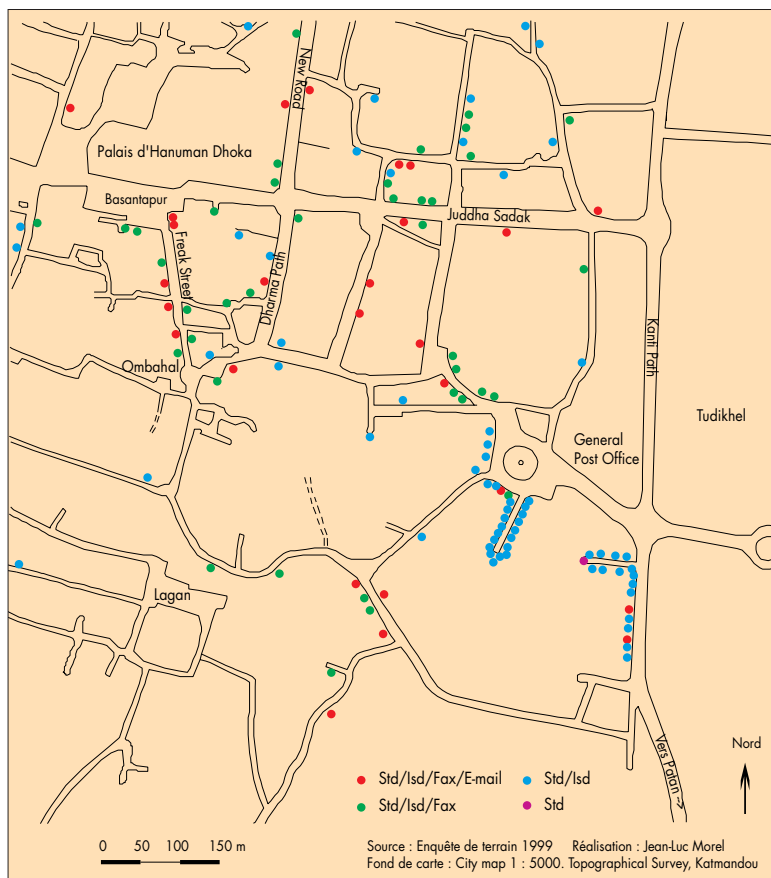 New Road
Palais d'Hanuman Dhoka
Basantapur
Juddha Sadak
Freak Street
Dharma Path
Kanti Path
Ombahal
Tudikhel
General
Post Office
Lagan
Vers Patan →
Nord
Std/Isd/Fax/E-mail
Std/Isd
Std/Isd/Fax
Std
0 50 100 150 m
Source : Enquête de terrain 1999 Réalisation : Jean-Luc Morel
Fond de carte : City map 1 : 5000. Topographical Survey, Katmandou